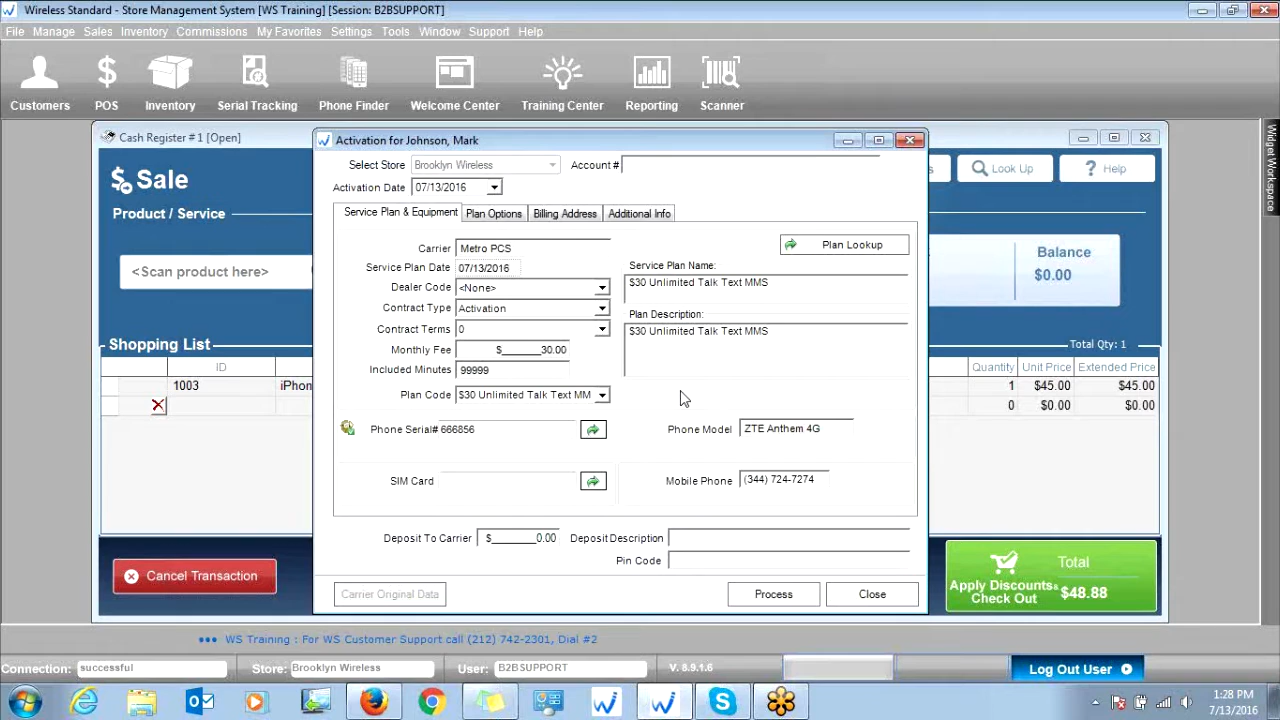 Wireless Standard - Store Management System [WS Training] [Session: B2BSUPPORT]
File Manage Sales Inventory Commissions My Favorites Settings Tools Window Support Help
Customers POS Inventory Serial Tracking Phone Finder Welcome Center Training Center Reporting Scanner
Cash Register # 1 [Open]
Sale
Product / Service
<Scan product here>
Look Up
? Help
Balance
$0.00
Shopping List
Total Qty: 1
ID Quantity Unit Price Extended Price
1003 1 $45.00 $45.00
0 $0.00 $0.00
Cancel Transaction
Total
Apply Discounts &
Check Out $48.88
Activation for Johnson, Mark
Select Store Brooklyn Wireless Account #
Activation Date 07/13/2016
Service Plan & Equipment Plan Options Billing Address Additional Info
Carrier Metro PCS
Plan Lookup
Service Plan Date 07/13/2016
Service Plan Name:
Dealer Code <None>
$30 Unlimited Talk Text MMS
Contract Type Activation
Plan Description:
Contract Terms 0
$30 Unlimited Talk Text MMS
Monthly Fee $______30.00
Included Minutes 99999
Plan Code $30 Unlimited Talk Text MM
Phone Serial# 666856
Phone Model ZTE Anthem 4G
SIM Card
Mobile Phone (344) 724-7274
Deposit To Carrier $_______0.00 Deposit Description
Pin Code
Carrier Original Data Process Close
WS Training : For WS Customer Support call (212) 742-2301, Dial #2
Connection: successful Store: Brooklyn Wireless User: B2BSUPPORT V. 8.9.1.6 Log Out User
Widget Workspace
1:28 PM
7/13/2016